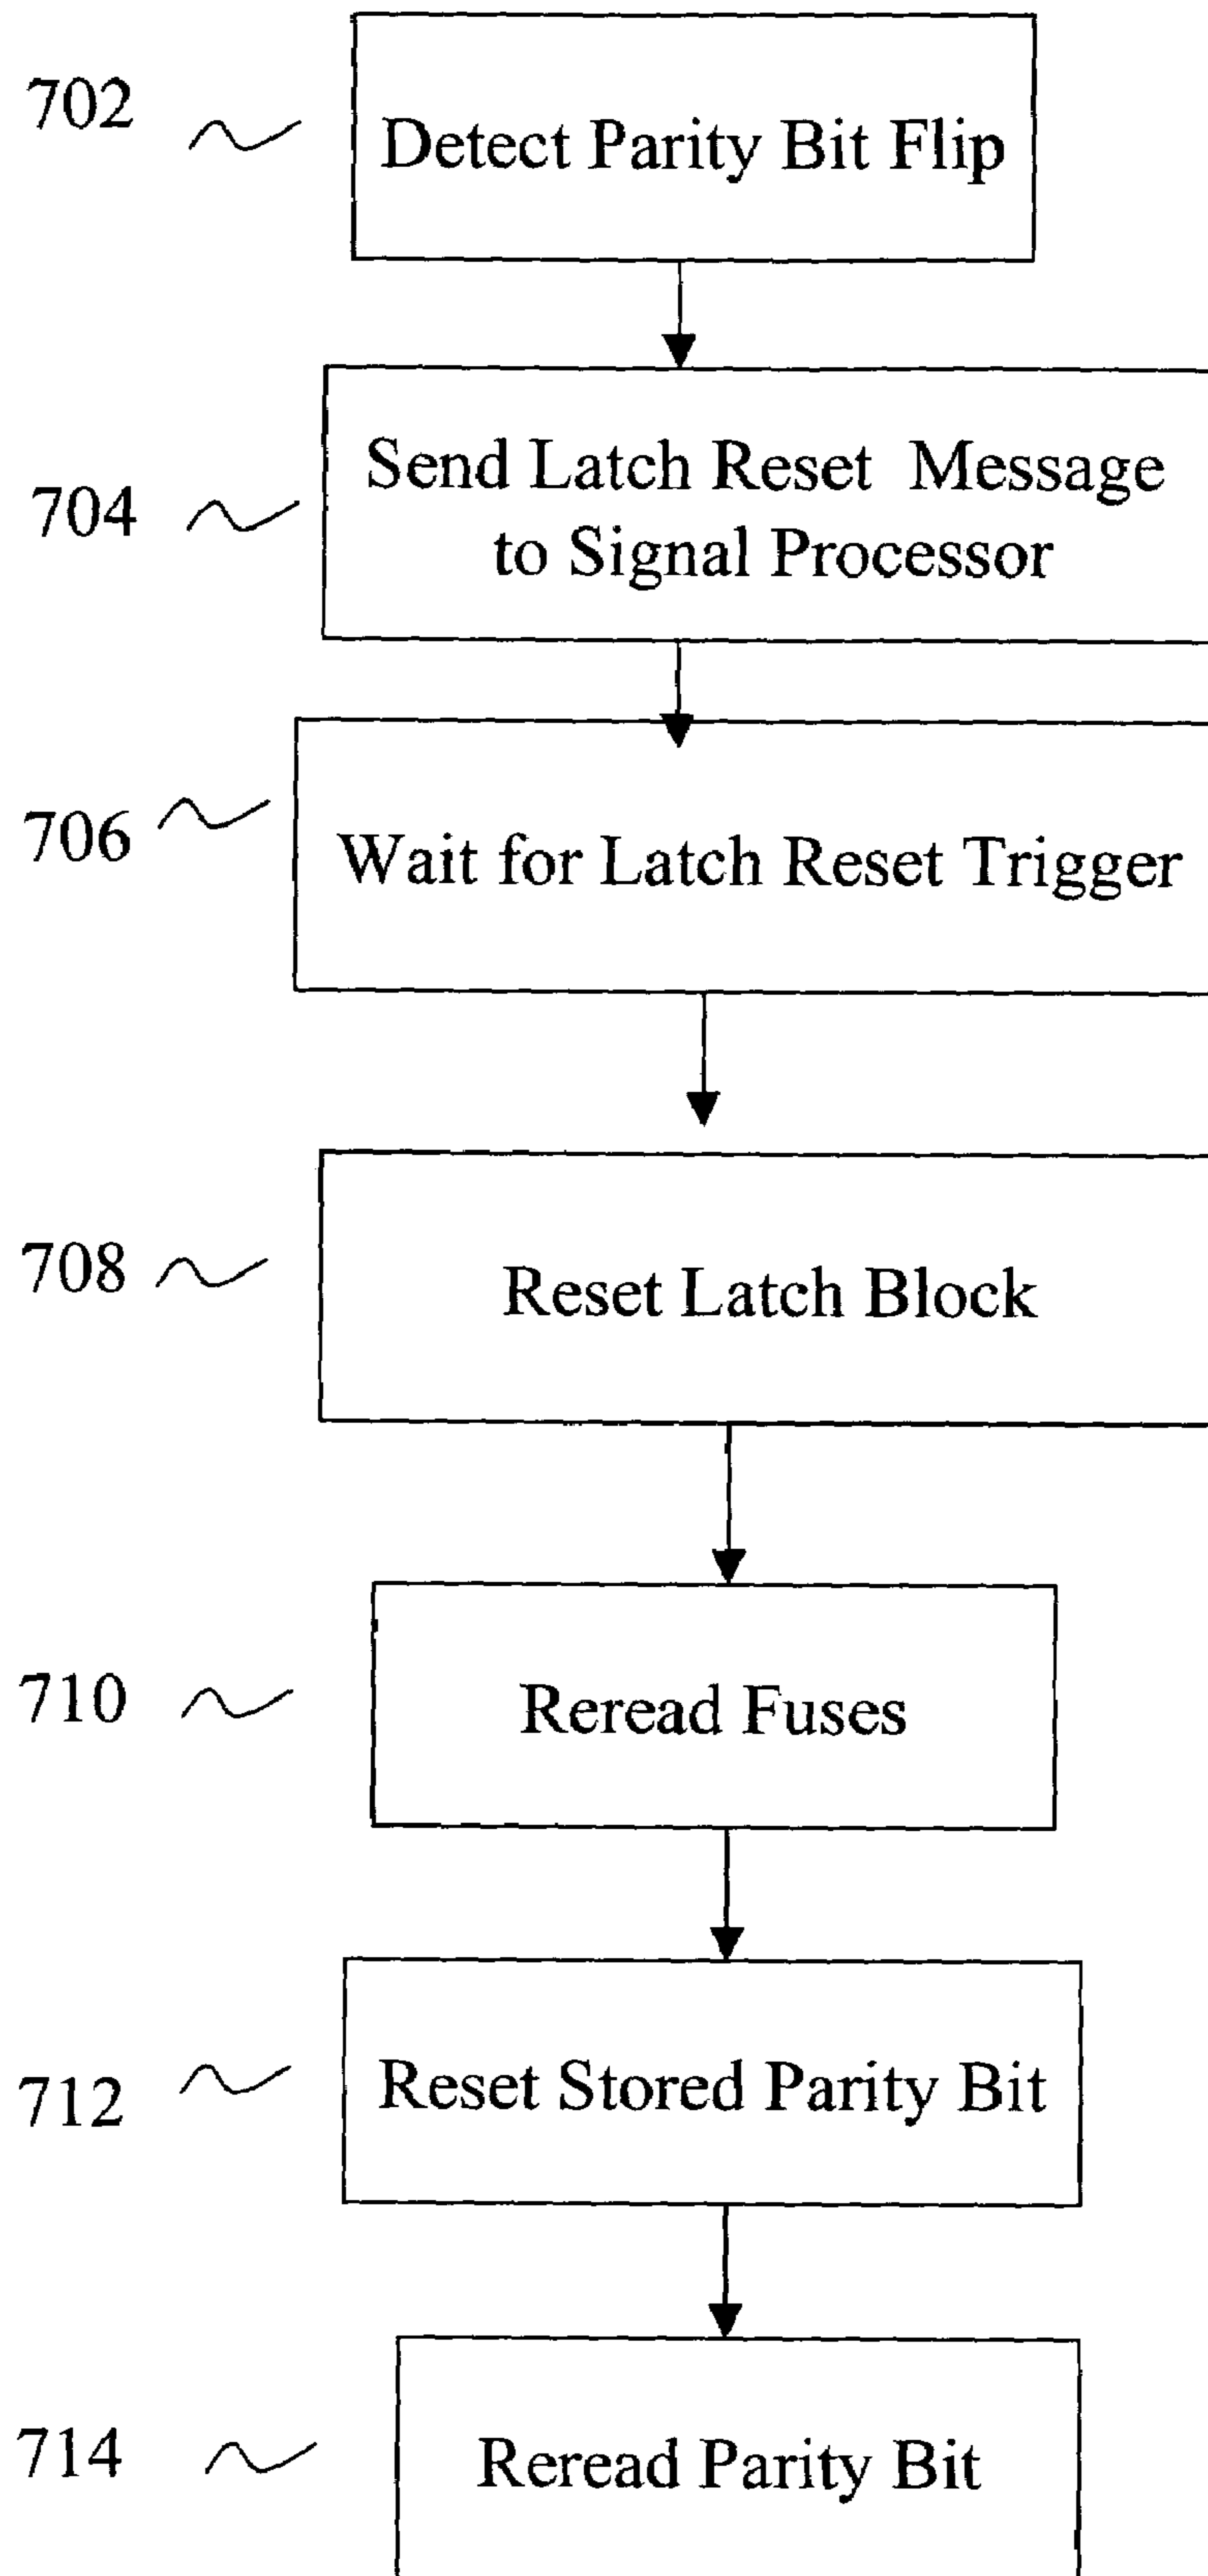 702
Detect Parity Bit Flip
704
Send Latch Reset Message
to Signal Processor
706
Wait for Latch Reset Trigger
708
Reset Latch Block
710
Reread Fuses
712
Reset Stored Parity Bit
714
Reread Parity Bit